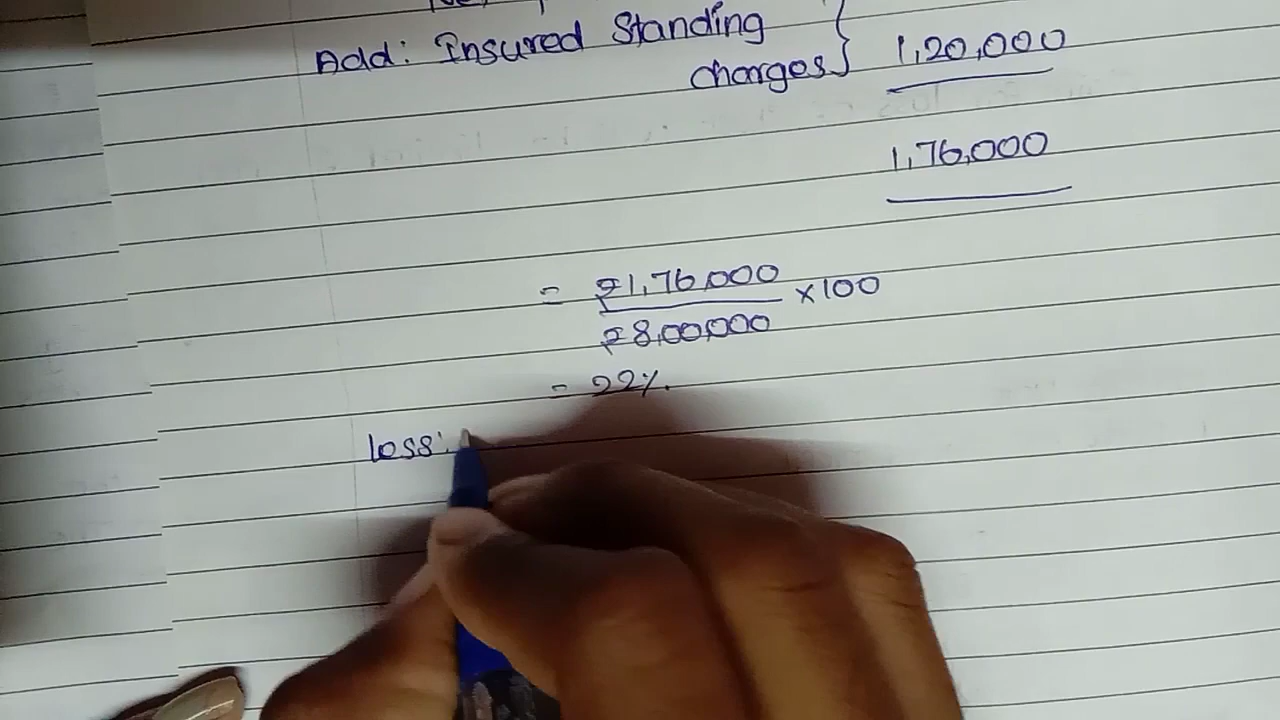 Add: Insured Standing
charges} 1,20,000
1,76,000
= ₹1,76,000 / ₹8,00,000 ×100
= 22%.
loss: